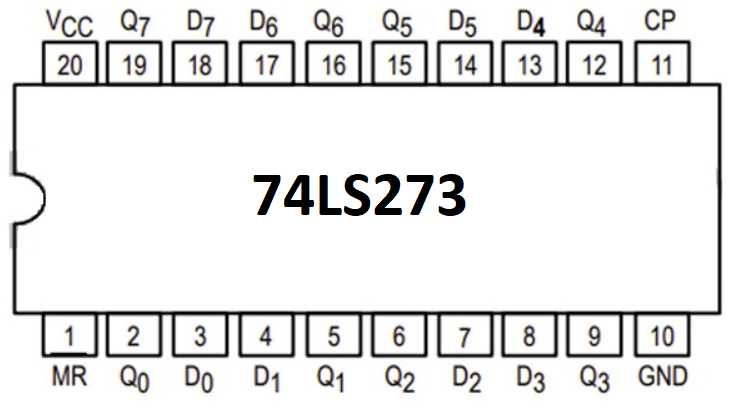 VCC Q7 D7 D6 Q6 Q5 D5 D4 Q4 CP
20 19 18 17 16 15 14 13 12 11
74LS273
1 2 3 4 5 6 7 8 9 10
MR Q0 D0 D1 Q1 Q2 D2 D3 Q3 GND